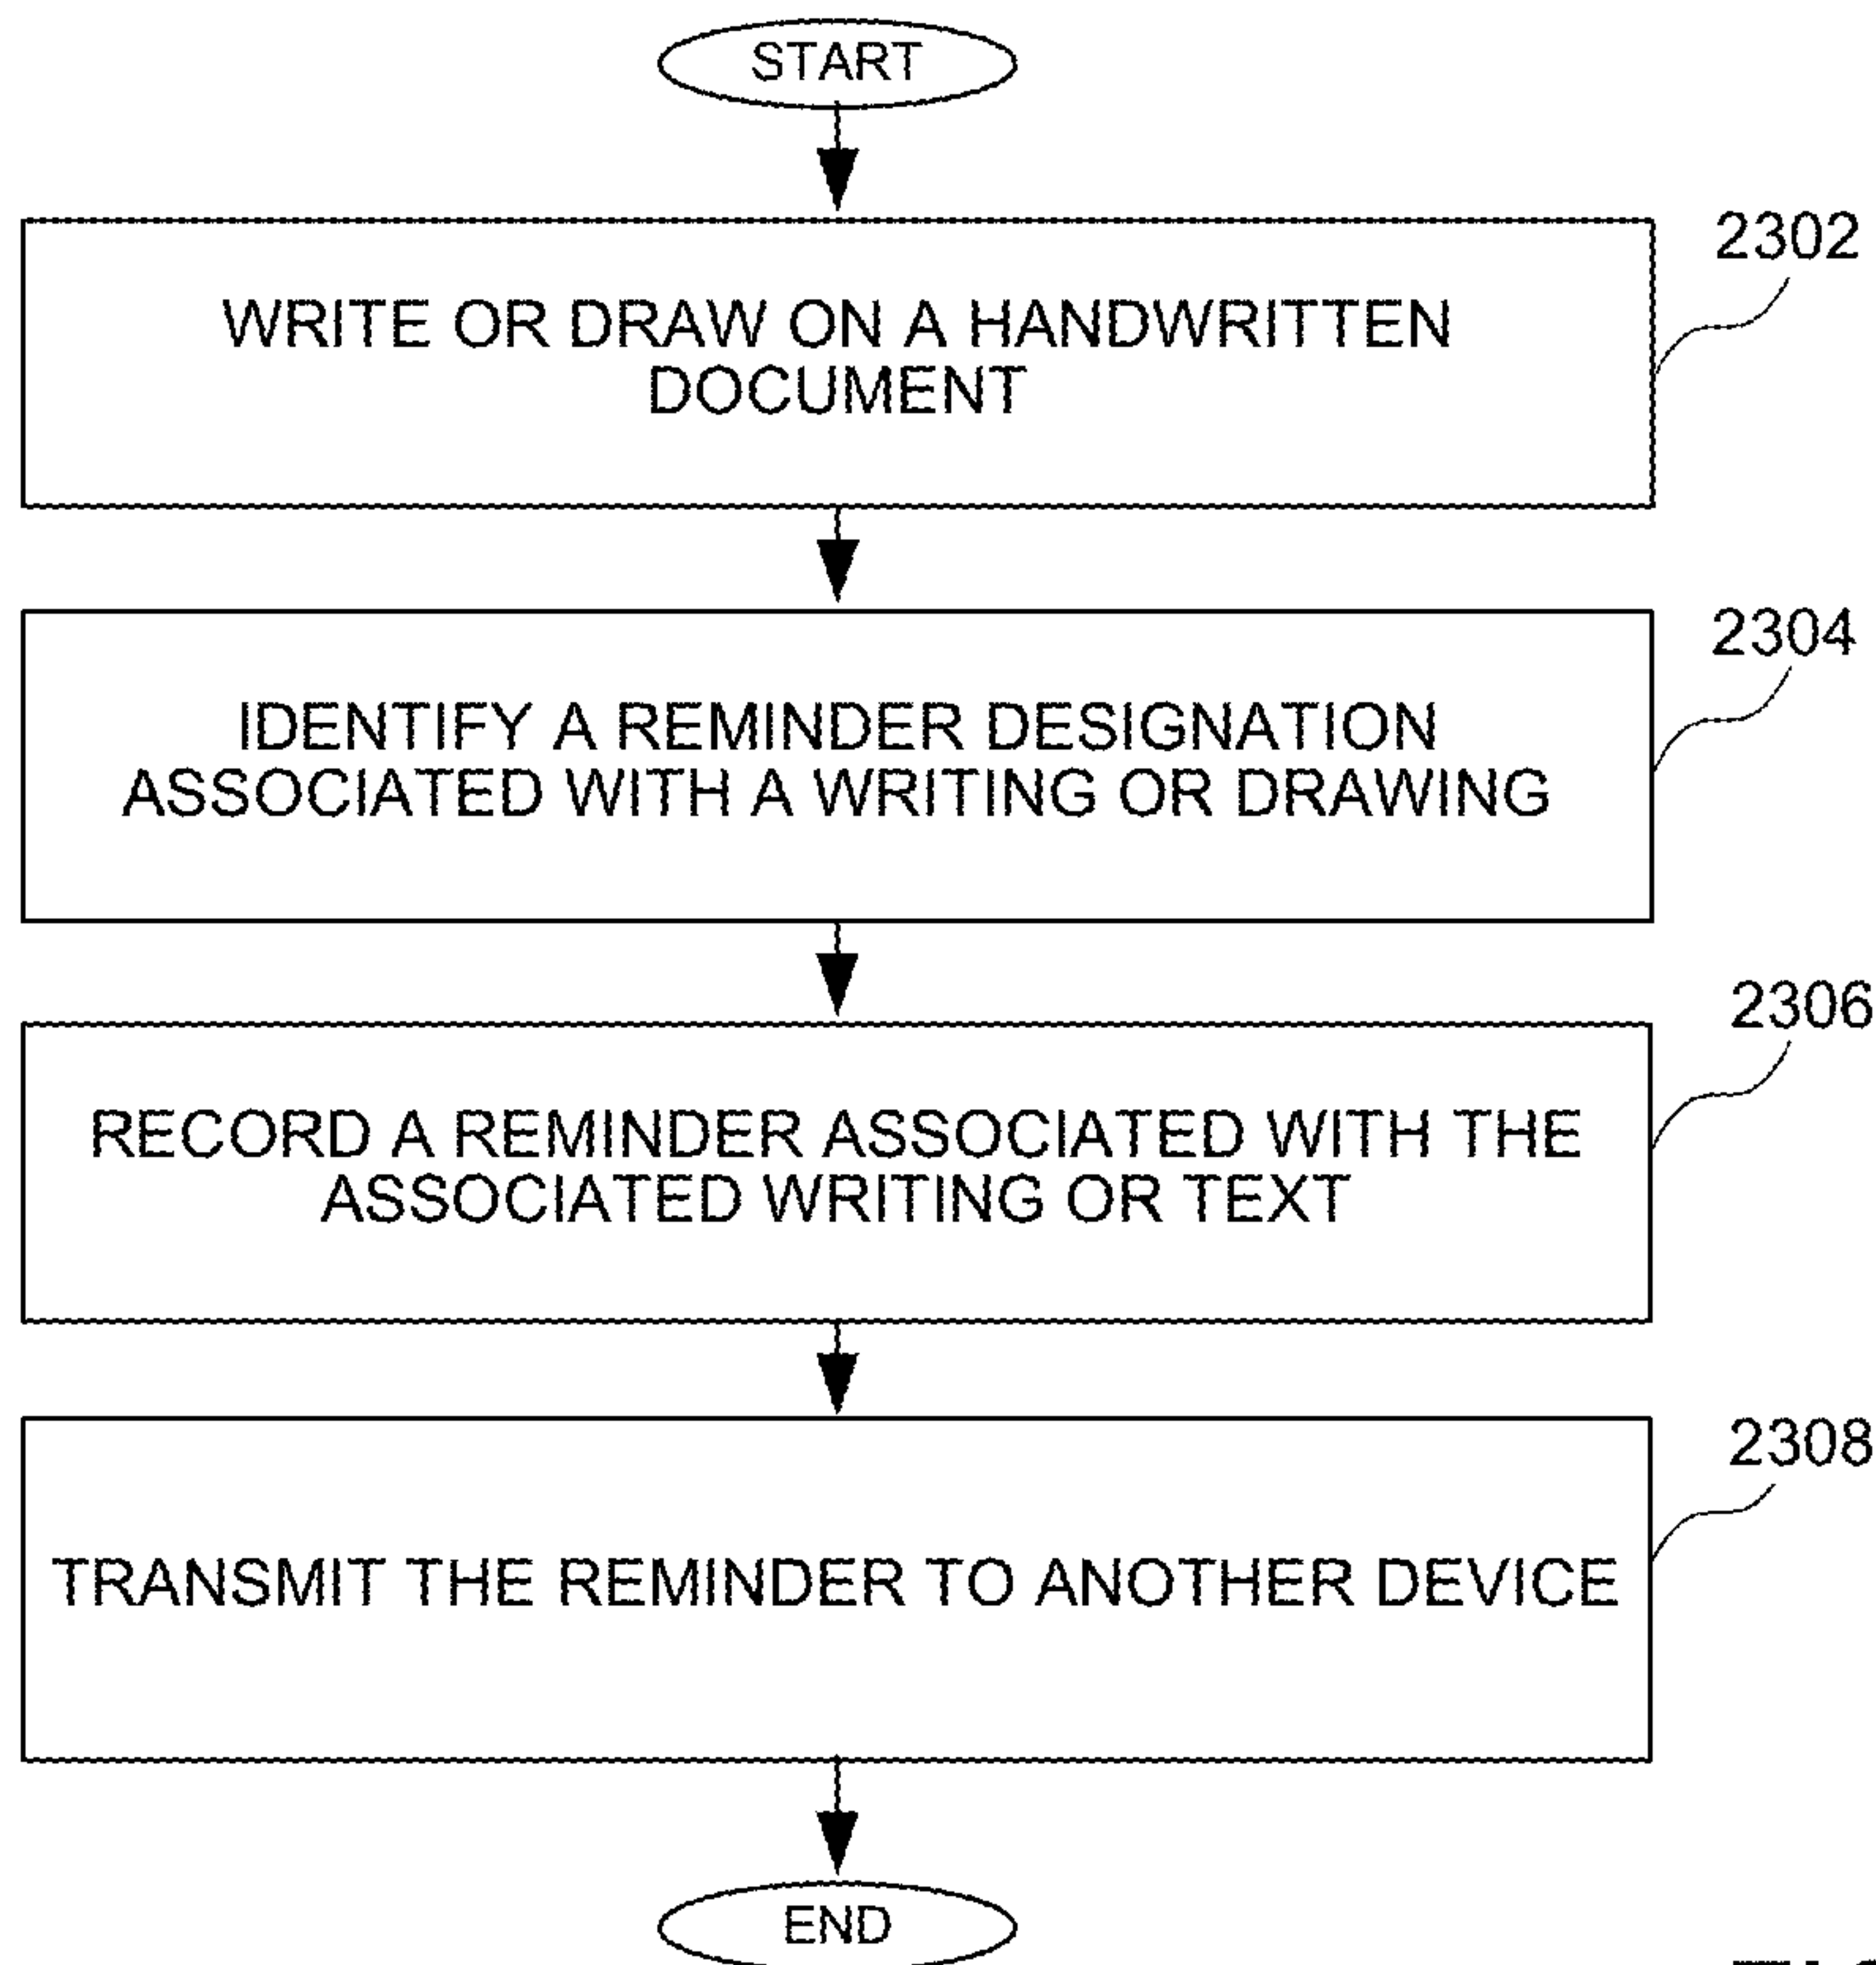 START
2302
WRITE OR DRAW ON A HANDWRITTEN
DOCUMENT
2304
IDENTIFY A REMINDER DESIGNATION
ASSOCIATED WITH A WRITING OR DRAWING
2306
RECORD A REMINDER ASSOCIATED WITH THE
ASSOCIATED WRITING OR TEXT
2308
TRANSMIT THE REMINDER TO ANOTHER DEVICE
END